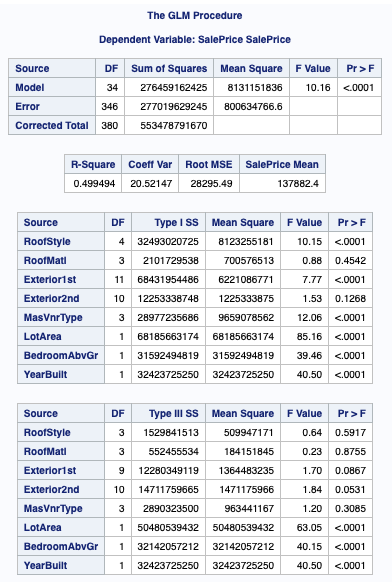 The GLM Procedure
Dependent Variable: SalePrice SalePrice
Source DF Sum of Squares Mean Square F Value Pr > F
Model 34 276459162425 8131151836 10.16 <.0001
Error 346 277019629245 800634766.6
Corrected Total 380 553478791670
R-Square Coeff Var Root MSE SalePrice Mean
0.499494 20.52147 28295.49 137882.4
Source DF Type I SS Mean Square F Value Pr > F
RoofStyle 4 32493020725 8123255181 10.15 <.0001
RoofMatl 3 2101729538 700576513 0.88 0.4542
Exterior1st 11 68431954486 6221086771 7.77 <.0001
Exterior2nd 10 12253338748 1225333875 1.53 0.1268
MasVnrType 3 28977235686 9659078562 12.06 <.0001
LotArea 1 68185663174 68185663174 85.16 <.0001
BedroomAbvGr 1 31592494819 31592494819 39.46 <.0001
YearBuilt 1 32423725250 32423725250 40.50 <.0001
Source DF Type III SS Mean Square F Value Pr > F
RoofStyle 3 1529841513 509947171 0.64 0.5917
RoofMatl 3 552455534 184151845 0.23 0.8755
Exterior1st 9 12280349119 1364483235 1.70 0.0867
Exterior2nd 10 14711759665 1471175966 1.84 0.0531
MasVnrType 3 2890323500 963441167 1.20 0.3085
LotArea 1 50480539432 50480539432 63.05 <.0001
BedroomAbvGr 1 32142057212 32142057212 40.15 <.0001
YearBuilt 1 32423725250 32423725250 40.50 <.0001